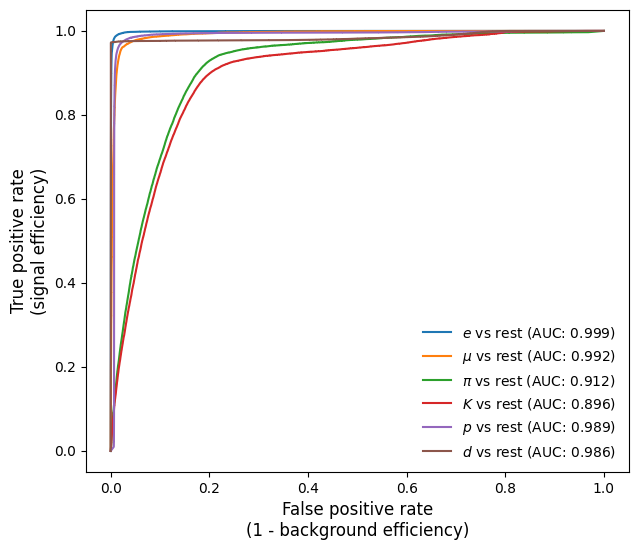 1.0
0.8
0.6
0.4
0.2
0.0
True positive rate
(signal efficiency)
e vs rest (AUC: 0.999)
μ vs rest (AUC: 0.992)
π vs rest (AUC: 0.912)
K vs rest (AUC: 0.896)
p vs rest (AUC: 0.989)
d vs rest (AUC: 0.986)
0.0 0.2 0.4 0.6 0.8 1.0
False positive rate
(1 - background efficiency)